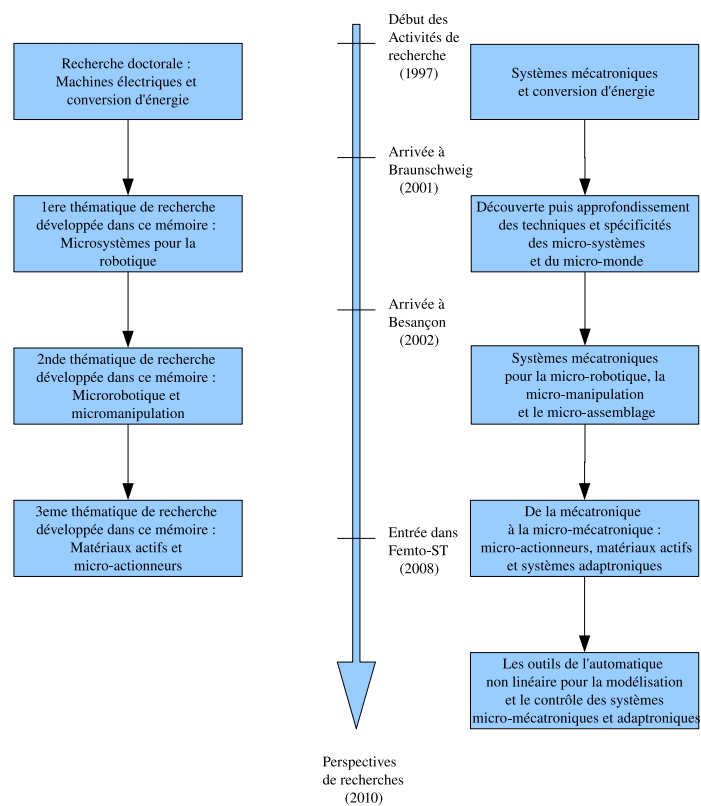 Recherche doctorale :
Machines électriques et
conversion d'énergie
1ere thématique de recherche
développée dans ce mémoire :
Microsystèmes pour la
robotique
2nde thématique de recherche
développée dans ce mémoire :
Microrobotique et
micromanipulation
3eme thématique de recherche
développée dans ce mémoire :
Matériaux actifs et
micro-actionneurs
Début des
Activités de
recherche
(1997)
Arrivée à
Braunschweig
(2001)
Arrivée à
Besançon
(2002)
Entrée dans
Femto-ST
(2008)
Perspectives
de recherches
(2010)
Systèmes mécatroniques
et conversion d'énergie
Découverte puis approfondissement
des techniques et spécificités
des micro-systèmes
et du micro-monde
Systèmes mécatroniques
pour la micro-robotique, la
micro-manipulation
et le micro-assemblage
De la mécatronique
à la micro-mécatronique :
micro-actionneurs, matériaux actifs
et systèmes adaptroniques
Les outils de l'automatique
non linéaire pour la modélisation
et le contrôle des systèmes
micro-mécatroniques et adaptroniques